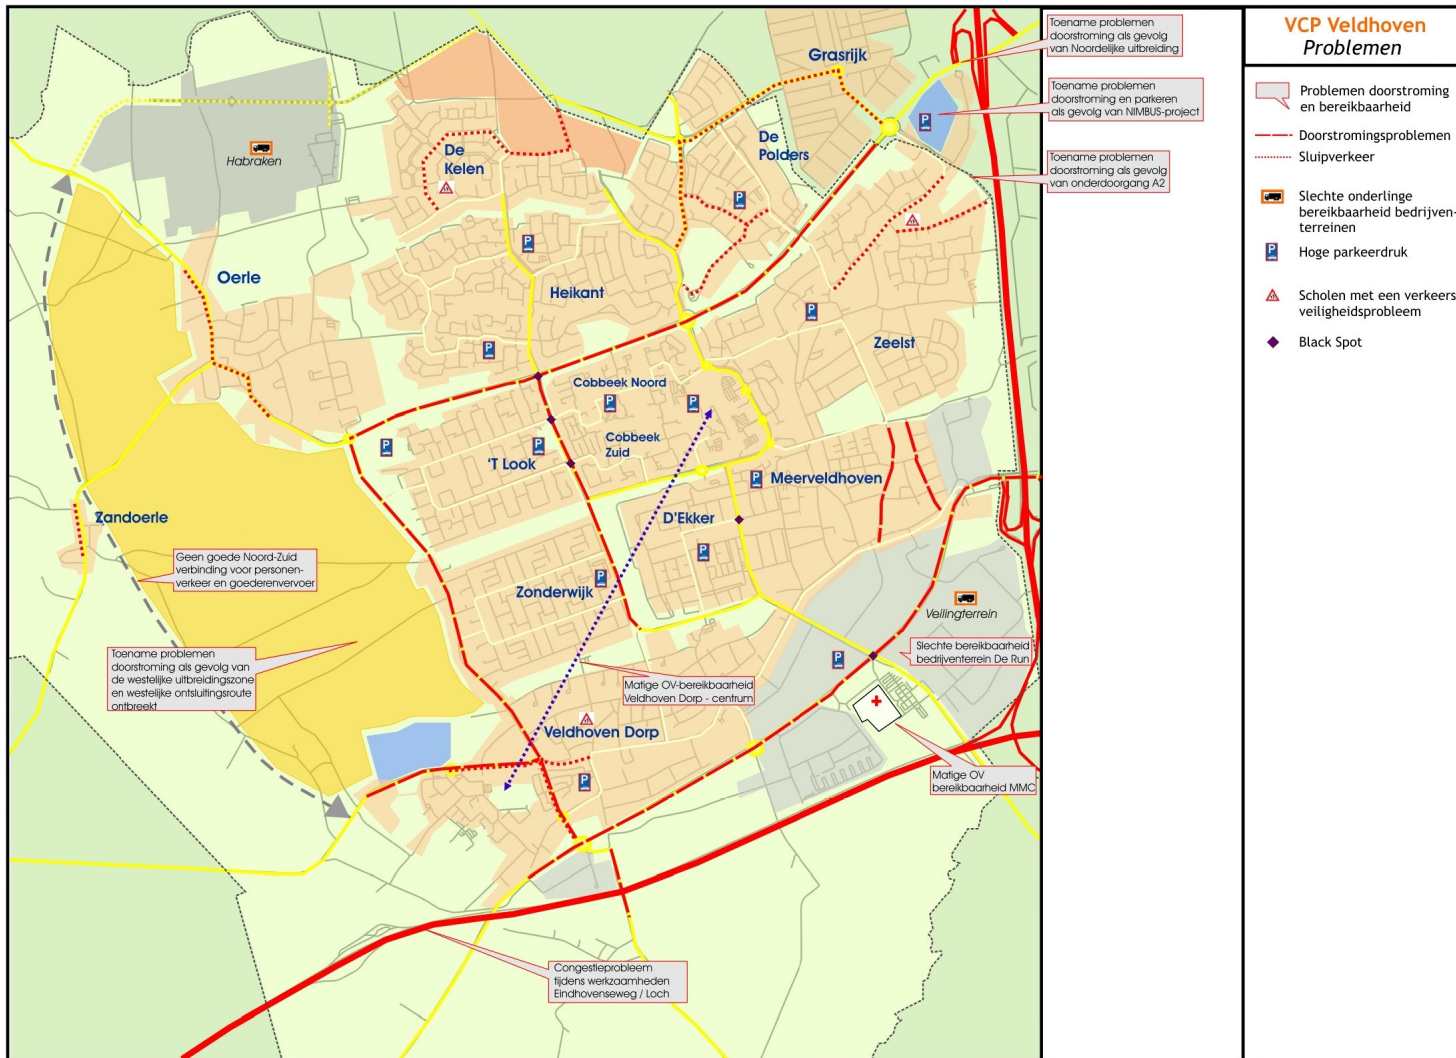 VCP Veldhoven
Problemen
Problemen doorstroming
en bereikbaarheid
Doorstromingsproblemen
Sluipverkeer
Slechte onderlinge
bereikbaarheid bedrijven-
terreinen
P
Hoge parkeerdruk
Scholen met een verkeers
veiligheidsprobleem
Black Spot
Toename problemen
doorstroming als gevolg
van Noordelijke uitbreiding
Toename problemen
doorstroming en parkeren
als gevolg van NIMBUS-project
Toename problemen
doorstroming als gevolg
van onderdoorgang A2
Grasrijk
P
De
Polders
De
Kelen
Habraken
P
P
Oerle
Heikant
P
Zeelst
P
Cobbeek Noord
P
P
Cobbeek
Zuid
P
P
'T Look
Meerveldhoven
P
D'Ekker
Zandoerle
P
Geen goede Noord-Zuid
verbinding voor personen-
verkeer en goederenvervoer
Zonderwijk
P
Veilingterrein
Toename problemen
doorstroming als gevolg van
de westelijke uitbreidingszone
en westelijke ontsluitingsroute
ontbreekt
Slechte bereikbaarheid
bedrijventerrein De Run
P
Matige OV-bereikbaarheid
Veldhoven Dorp - centrum
Veldhoven Dorp
P
Matige OV
bereikbaarheid MMC
Congestieprobleem
tijdens werkzaamheden
Eindhovenseweg / Loch